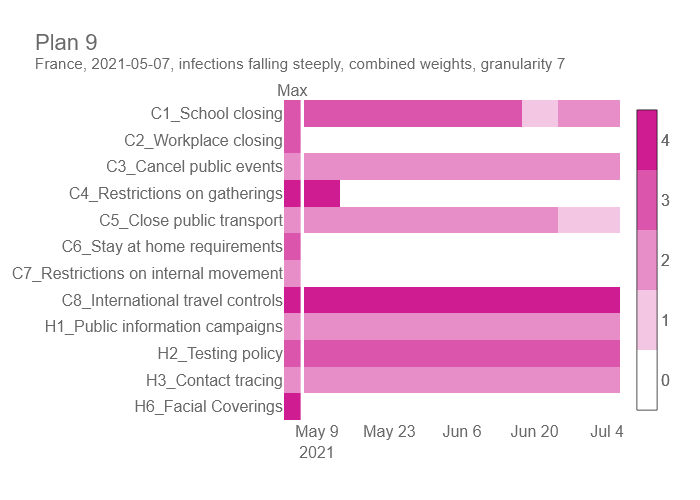 Plan 9
France, 2021-05-07, infections falling steeply, combined weights, granularity 7
Max
C1_School closing
C2_Workplace closing
C3_Cancel public events
C4_Restrictions on gatherings
C5_Close public transport
C6_Stay at home requirements
C7_Restrictions on internal movement
C8_International travel controls
H1_Public information campaigns
H2_Testing policy
H3_Contact tracing
H6_Facial Coverings
May 9 May 23 Jun 6 Jun 20 Jul 4
2021
4
3
2
1
0